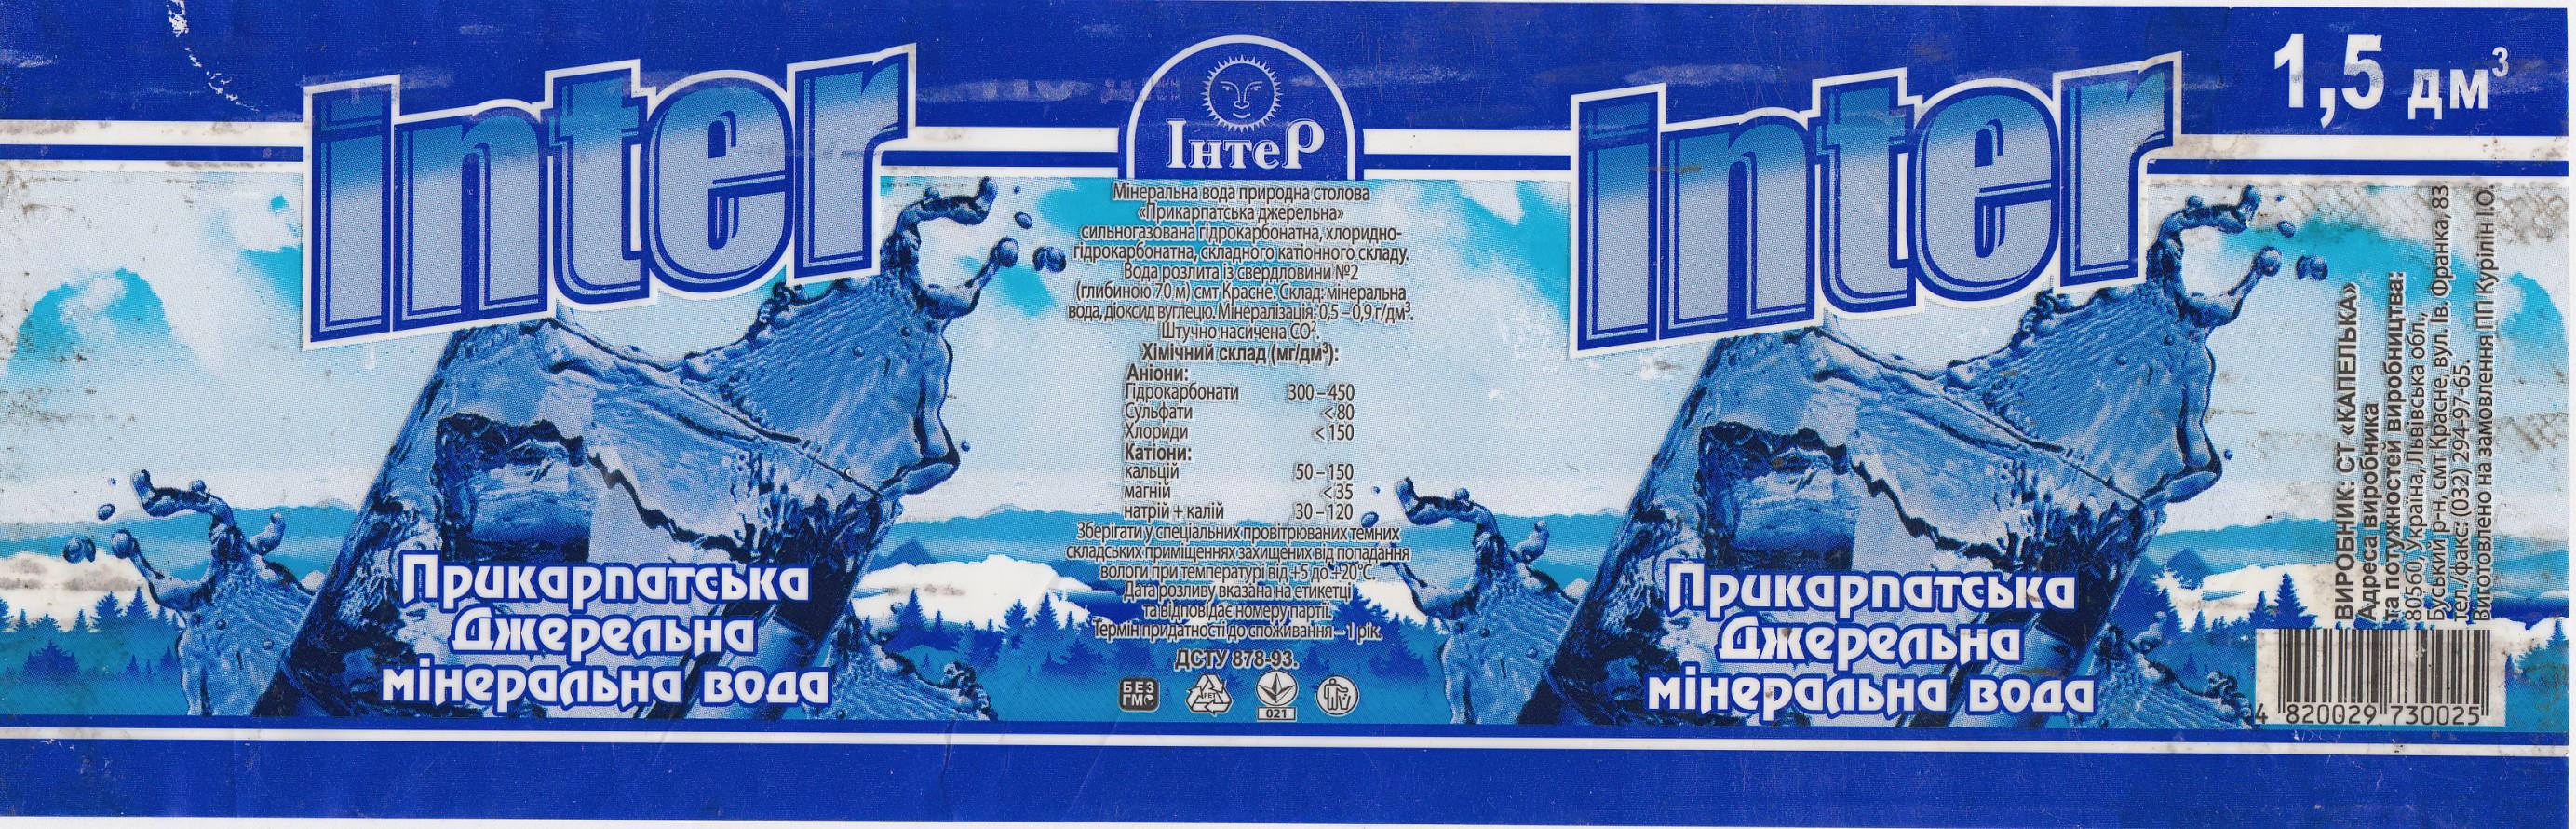 inter
Прикарпатська
Джерельна
мінеральна вода
ІнтеР
Мінеральна вода природна столова
«Прикарпатська джерельна»
сильногазована гідрокарбонатна, хлоридно-
гідрокарбонатна, складного катіонного складу.
Вода розлита із свердловини №2
(глибиною 70 м) смт Красне. Склад: мінеральна
вода, діоксид вуглецю. Мінералізація: 0,5 – 0,9 г/дм³.
Штучно насичена СО².
Хімічний склад (мг/дм³):
Аніони:
Гідрокарбонати 300 – 450
Сульфати < 80
Хлориди < 150
Катіони:
кальцій 50 – 150
магній < 35
натрій + калій 30 – 120
Зберігати у спеціальних провітрюваних темних
складських приміщеннях захищених від попадання
вологи при температурі від +5 до +20°С.
Дата розливу вказана на етикетці
та відповідає номеру партії.
Термін придатності до споживання – 1 рік.
ДСТУ 878-93.
БЕЗ
ГМО
021
inter
Прикарпатська
Джерельна
мінеральна вода
1,5 дм³
ВИРОБНИК: СТ «КАПЕЛЬКА»
Адреса виробника
та потужностей виробництва:
80560, Україна, Львівська обл.,
Буський р-н, смт. Красне, вул. Ів. Франка, 83
тел./факс: (032) 294-97-65.
Виготовлено на замовлення ПП Курілін І.О.
4 820029 730025